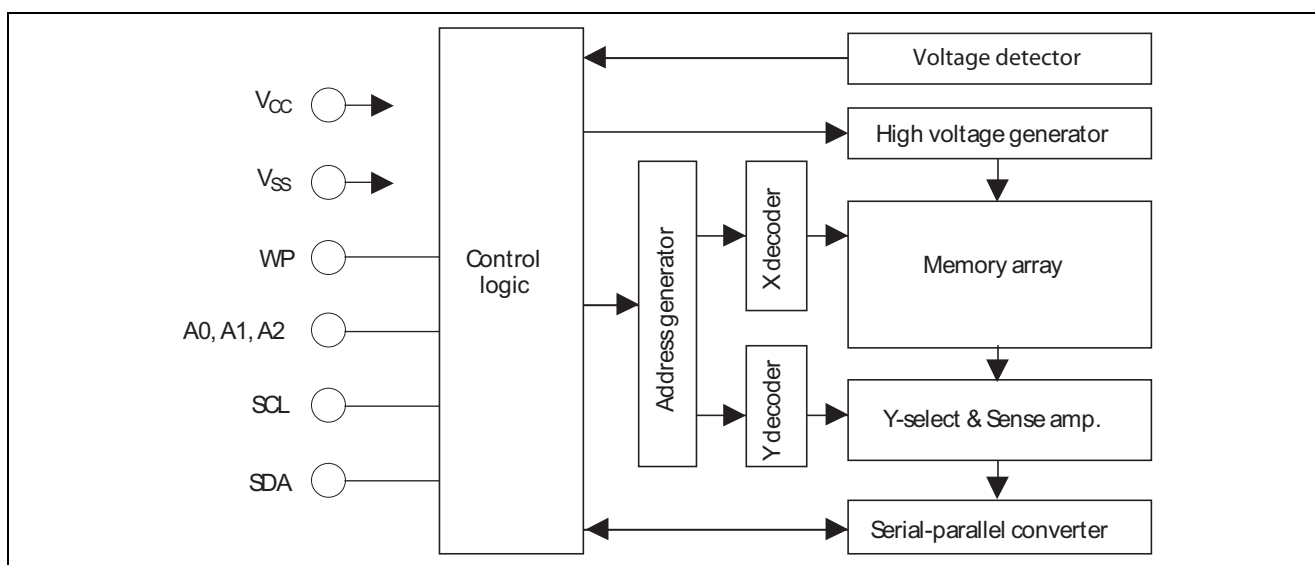 V_CC
V_SS
WP
A0, A1, A2
SCL
SDA
Control
logic
Address generator
X decoder
Y decoder
Voltage detector
High voltage generator
Memory array
Y-select & Sense amp.
Serial-parallel converter